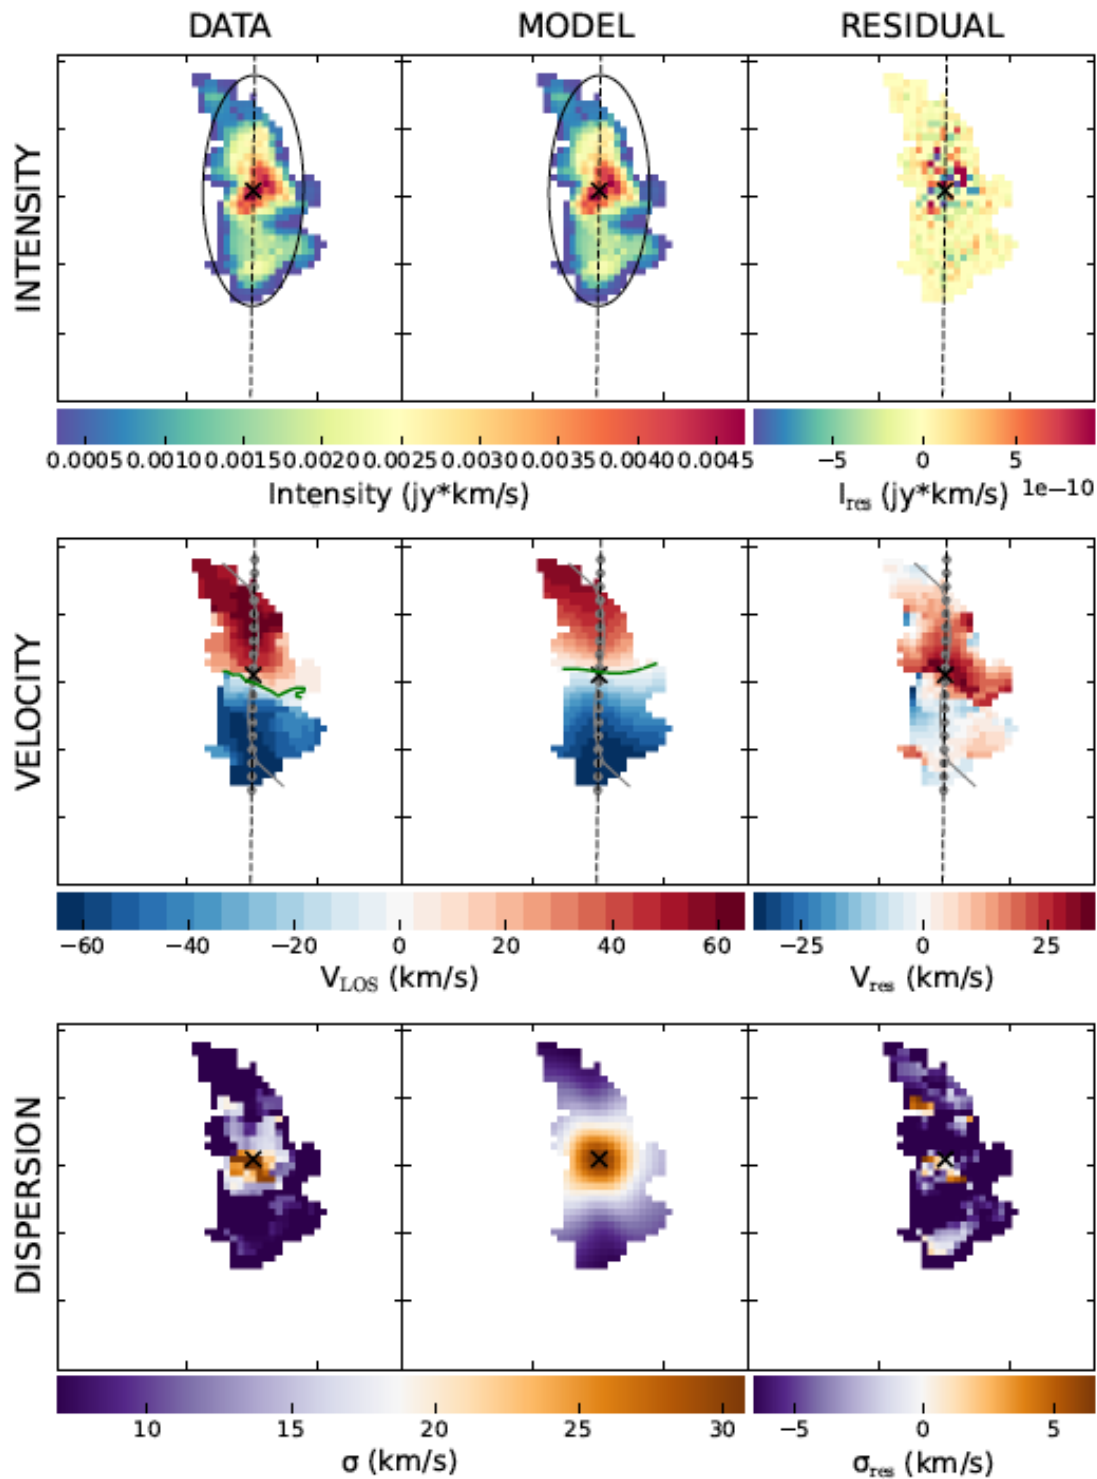 DATA MODEL RESIDUAL
INTENSITY
0.0005 0.0010 0.0015 0.0020 0.0025 0.0030 0.0035 0.0040 0.0045
Intensity (jy*km/s)
−5 0 5
1e−10
I_res (jy*km/s)
VELOCITY
−60 −40 −20 0 20 40 60
V_LOS (km/s)
−25 0 25
V_res (km/s)
DISPERSION
10 15 20 25 30
σ (km/s)
−5 0 5
σ_res (km/s)